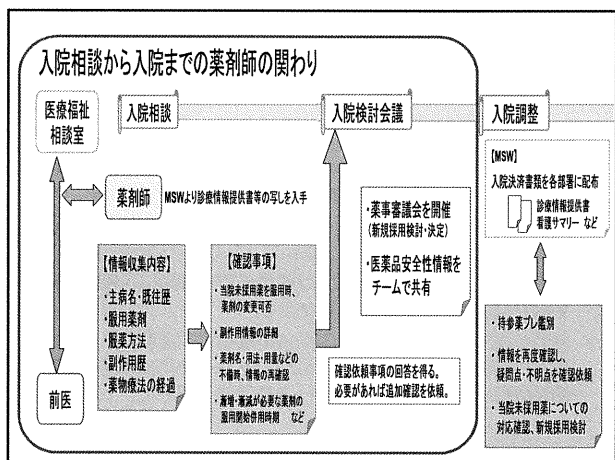 入院相談から入院までの薬剤師の関わり
医療福祉
相談室
入院相談
入院検討会議
入院調整
薬剤師
MSWより診療情報提供書等の写しを入手
【MSW】
入院決済書類を各部署に配布
診療情報提供書
看護サマリー など
・薬事審議会を開催
(新規採用検討・決定)
・医薬品安全性情報を
チームで共有
【情報収集内容】
・主病名・既往歴
・服用薬剤
・服薬方法
・副作用歴
・薬物療法の経過
【確認事項】
・当院未採用薬を服用時、
薬剤の変更可否
・副作用情報の詳細
・薬剤名・用法・用量などの
不備時、情報の再確認
・漸増・漸減が必要な薬剤の
服用開始併用時期 など
確認依頼事項の回答を得る。
必要があれば追加確認を依頼。
・持参薬プレ鑑別
・情報を再度確認し、
疑問点・不明点を確認依頼
・当院未採用薬についての
対応確認、新規採用検討
前医